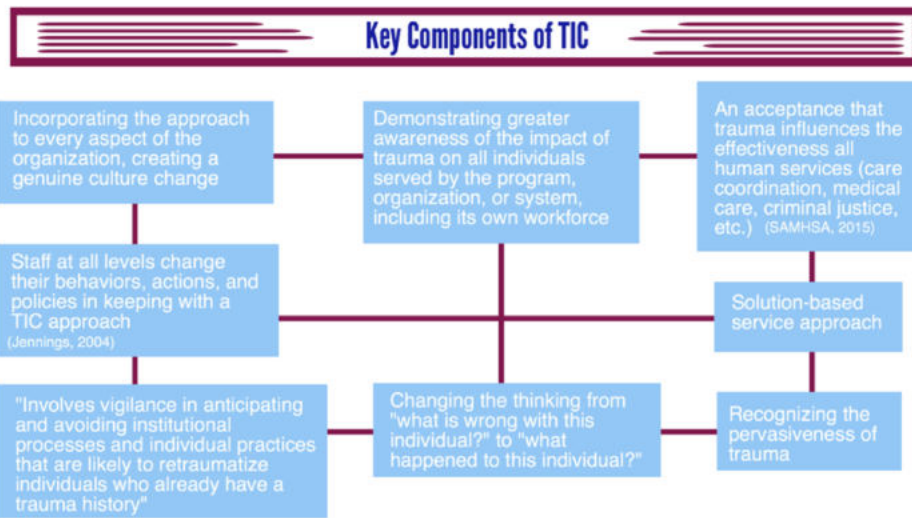 Key Components of TIC
Incorporating the approach
to every aspect of the
organization, creating a
genuine culture change
Demonstrating greater
awareness of the impact of
trauma on all individuals
served by the program,
organization, or system,
including its own workforce
An acceptance that
trauma influences the
effectiveness all
human services (care
coordination, medical
care, criminal justice,
etc.) (SAMHSA, 2015)
Staff at all levels change
their behaviors, actions, and
policies in keeping with a
TIC approach
(Jennings, 2004)
Solution-based
service approach
"Involves vigilance in anticipating
and avoiding institutional
processes and individual practices
that are likely to retraumatize
individuals who already have a
trauma history"
Changing the thinking from
"what is wrong with this
individual?" to "what
happened to this individual?"
Recognizing the
pervasiveness of
trauma